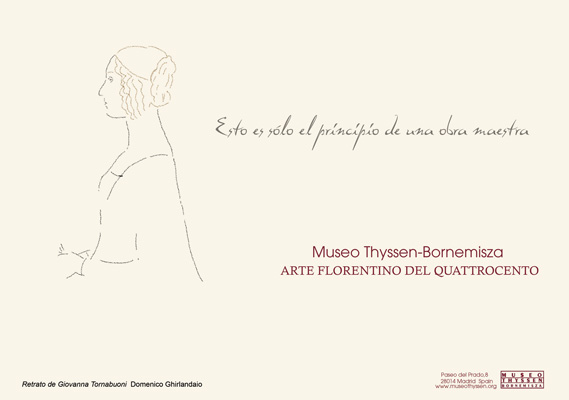 Esto es sólo el principio de una obra maestra
Museo Thyssen-Bornemisza
ARTE FLORENTINO DEL QUATTROCENTO
Retrato de Giovanna Tornabuoni Domenico Ghirlandaio
Paseo del Prado,8
28014 Madrid Spain
www.museothyssen.org
MUSEO
THYSSEN
BORNEMISZA